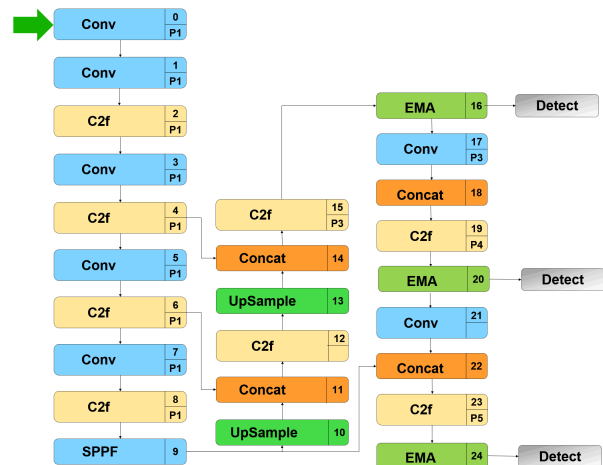 Conv 0 P1
Conv 1 P1
C2f 2 P1
Conv 3 P1
C2f 4 P1
Conv 5 P1
C2f 6 P1
Conv 7 P1
C2f 8 P1
SPPF 9
UpSample 10
Concat 11
C2f 12
UpSample 13
Concat 14
C2f 15 P3
EMA 16
Detect
Conv 17 P3
Concat 18
C2f 19 P4
EMA 20
Detect
Conv 21
Concat 22
C2f 23 P5
EMA 24
Detect